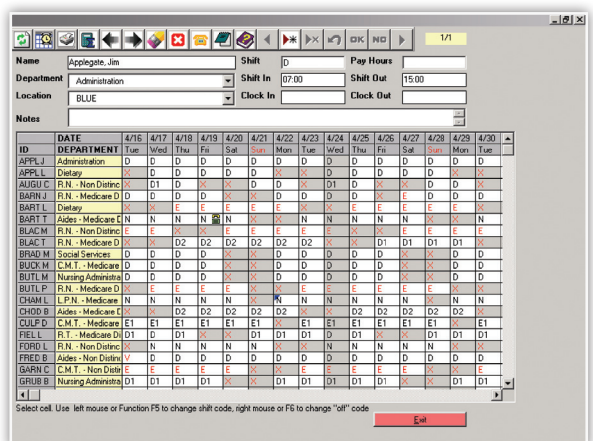 OK NO 1/1
Name Applegate, Jim Shift D Pay Hours
Department Administration Shift In 07:00 Shift Out 15:00
Location BLUE Clock In Clock Out
Notes
DATE 4/16 4/17 4/18 4/19 4/20 4/21 4/22 4/23 4/24 4/25 4/26 4/27 4/28 4/29 4/30
ID DEPARTMENT Tue Wed Thu Fri Sat Sun Mon Tue Wed Thu Fri Sat Sun Mon Tue
APPL J Administration D D D D D D D D D D D D D D D
APPL L Dietary X D D D D D X X D D D D D D X
AUGU C R.N. - Non Distinc X D1 D X X D D X D1 D X X D D X
BARN J R.N. - Medicare D D D D D X X D D D D D X X D D
BART L Dietary X X E E E E E X X E E E E E X
BART T Aides - Medicare D N N N N N X X N N N N N X X N
BLAC M R.N. - Non Distinc E E X X E E E E E X X E E E E
BLAC T R.N. - Medicare D X X D2 D2 D2 D2 D2 X X D1 D1 D1 D1 D1 X
BRAD M Social Services D D D D X X D D D D D X X D D
BUCK M C.M.T. - Medicare D D D D X X D D D D D X X D D
BUTL M Nursing Administra D D D D X X D D D D D X X D D
BUTL P R.N. - Medicare D X E E E E X X E E E E E X X E
CHAM L L.P.N. - Medicare N N N N N X N N N N N N X N N
CHOD B Aides - Medicare D X X D2 D2 D2 D2 D2 X X D2 D2 D2 D2 D2 X
CULP D C.M.T. - Medicare E1 E1 E1 E1 E1 E1 X E1 E1 E1 E1 E1 E1 X E1
FIEL L R.T. - Medicare Di D1 D D X X D1 D1 D1 D D1 X X D1 D1 D1
FORD L R.N. - Non Distinc X N N N N X X N N N N X X N N
FRED B Aides - Non Distinc V D D D D D D D D D D D D D D
GARN C C.M.T. - Non Distin E E E E X X E E E E E X X E E
GRUB B Nursing Administra D1 D1 D1 X X D1 D1 D1 D1 D1 X X D1 D1
Select cell. Use left mouse or Function F5 to change shift code, right mouse or F6 to change "off" code
Exit